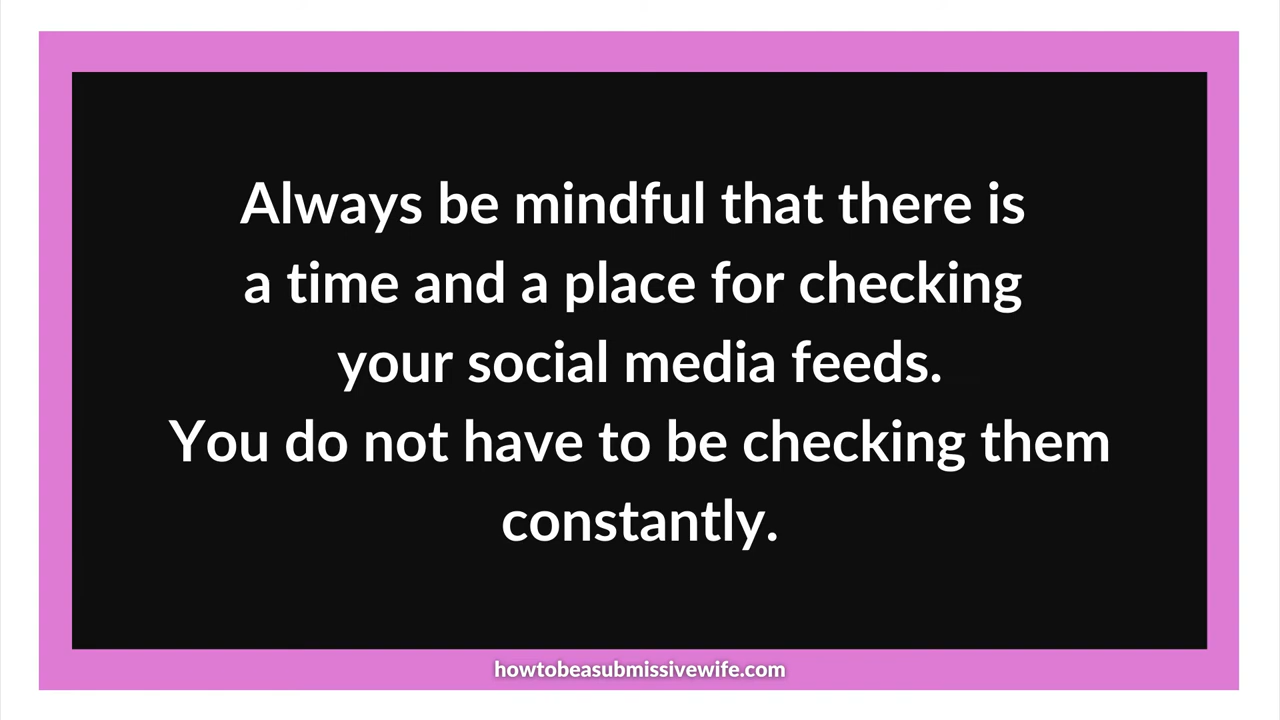 Always be mindful that there is
a time and a place for checking
your social media feeds.
You do not have to be checking them
constantly.
howtobeasubmissivewife.com